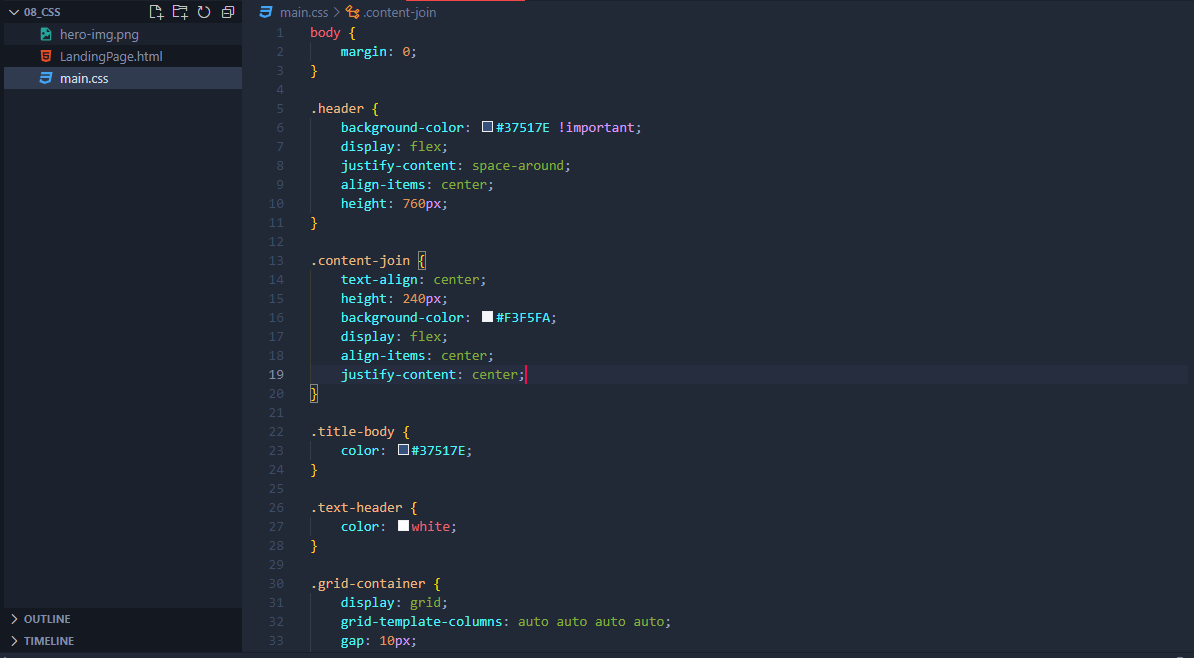 08_CSS
hero-img.png
LandingPage.html
main.css
OUTLINE
TIMELINE
main.css > .content-join
1 body {
2 margin: 0;
3 }
4
5 .header {
6 background-color: #37517E !important;
7 display: flex;
8 justify-content: space-around;
9 align-items: center;
10 height: 760px;
11 }
12
13 .content-join {
14 text-align: center;
15 height: 240px;
16 background-color: #F3F5FA;
17 display: flex;
18 align-items: center;
19 justify-content: center;
20 }
21
22 .title-body {
23 color: #37517E;
24 }
25
26 .text-header {
27 color: white;
28 }
29
30 .grid-container {
31 display: grid;
32 grid-template-columns: auto auto auto auto;
33 gap: 10px;